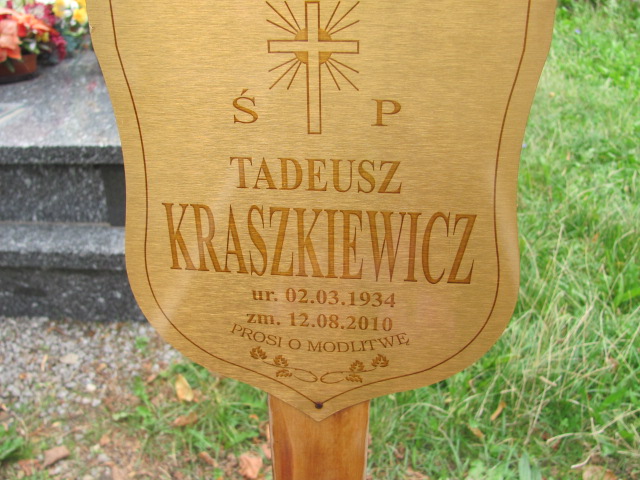 Ś P
TADEUSZ
KRASZKIEWICZ
ur. 02.03.1934
zm. 12.08.2010
PROSI O MODLITWĘ